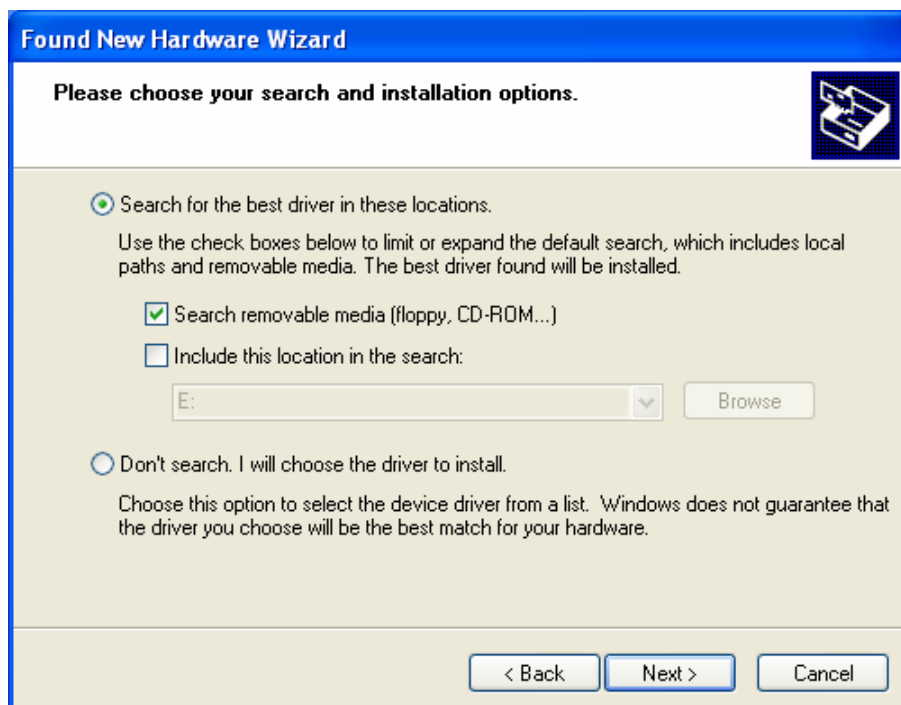 Found New Hardware Wizard
Please choose your search and installation options.
Search for the best driver in these locations.
Use the check boxes below to limit or expand the default search, which includes local
paths and removable media. The best driver found will be installed.
Search removable media (floppy, CD-ROM...)
Include this location in the search:
E:
Browse
Don't search. I will choose the driver to install.
Choose this option to select the device driver from a list.  Windows does not guarantee that
the driver you choose will be the best match for your hardware.
< Back
Next >
Cancel